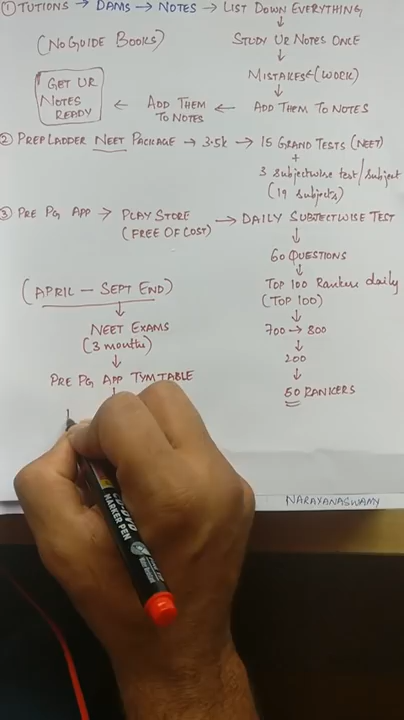 ① TUTIONS → DAMS → NOTES → LIST DOWN EVERYTHING
(NO GUIDE BOOKS)
STUDY UR NOTES ONCE
MISTAKES ← (WORK)
ADD THEM TO NOTES
← ADD THEM TO NOTES
← GET UR NOTES READY
② PREPLADDER NEET PACKAGE → 3.5K → 15 GRAND TESTS (NEET)
+
3 subjectwise test/subject
(19 subjects)
③ PRE PG APP → PLAY STORE → DAILY SUBJECTWISE TEST
(FREE OF COST)
60 QUESTIONS
TOP 100 Rankers daily
(TOP 100)
700 → 800
200
50 RANKERS
(APRIL — SEPT END)
NEET EXAMS
(3 months)
PRE PG APP TYMTABLE
NARAYANASWAMY
CD-DVD
MARKER PEN